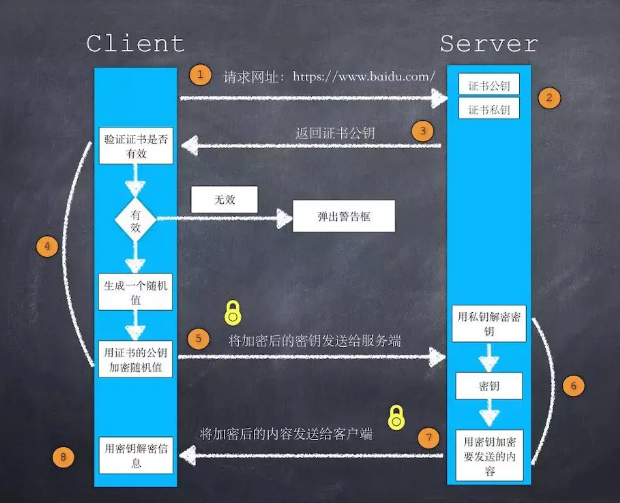 Client
Server
1
请求网址：https://www.baidu.com/
证书公钥
证书私钥
2
返回证书公钥
3
验证证书是否
有效
无效
有
效
弹出警告框
4
生成一个随机
值
5
将加密后的密钥发送给服务端
用证书的公钥
加密随机值
用私钥解密密
钥
密钥
6
将加密后的内容发送给客户端
7
用密钥加密
要发送的内
容
8
用密钥解密信
息